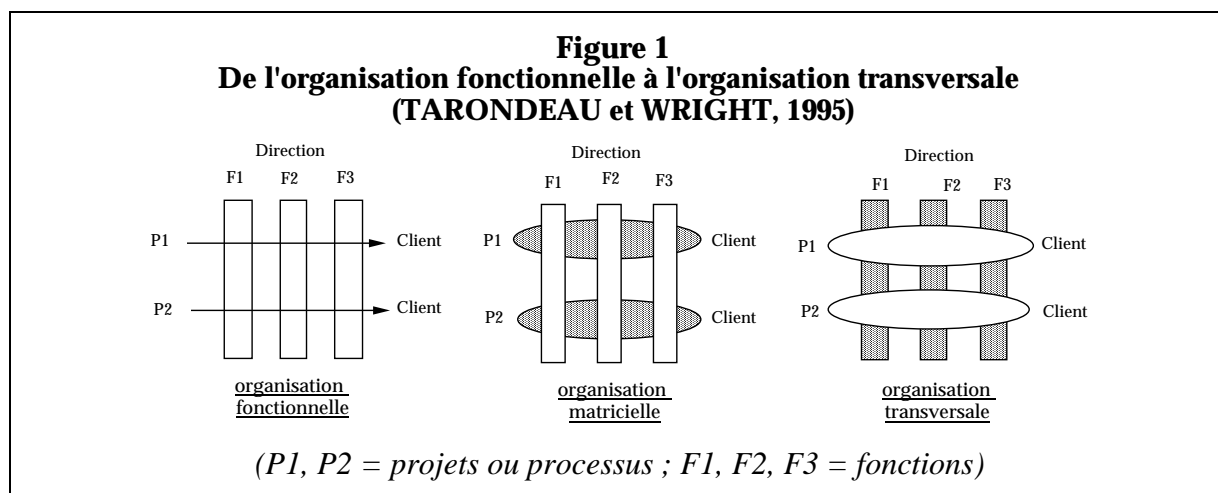 Figure 1
De l'organisation fonctionnelle à l'organisation transversale
(TARONDEAU et WRIGHT, 1995)
Direction
F1 F2 F3
P1 Client
P2 Client
organisation
fonctionnelle
Direction
F1 F2 F3
P1 Client
P2 Client
organisation
matricielle
Direction
F1 F2 F3
P1 Client
P2 Client
organisation
transversale
(P1, P2 = projets ou processus ; F1, F2, F3 = fonctions)